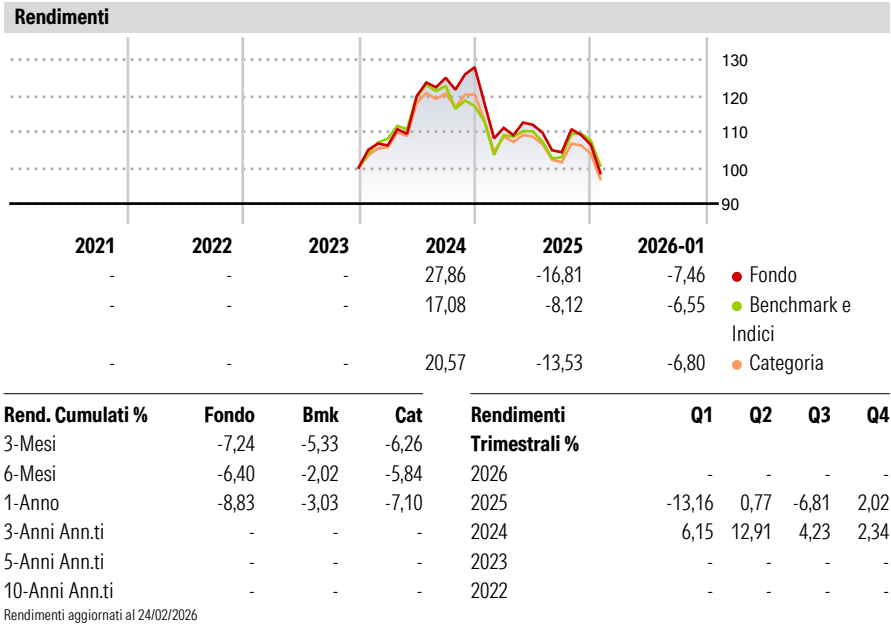 Rendimenti
130
120
110
100
90
2021 2022 2023 2024 2025 2026-01
- - - 27,86 -16,81 -7,46 Fondo
- - - 17,08 -8,12 -6,55 Benchmark e
Indici
- - - 20,57 -13,53 -6,80 Categoria
Rend. Cumulati % Fondo Bmk Cat
3-Mesi -7,24 -5,33 -6,26
6-Mesi -6,40 -2,02 -5,84
1-Anno -8,83 -3,03 -7,10
3-Anni Ann.ti - - -
5-Anni Ann.ti - - -
10-Anni Ann.ti - - -
Rendimenti Q1 Q2 Q3 Q4
Trimestrali %
2026 - - - -
2025 -13,16 0,77 -6,81 2,02
2024 6,15 12,91 4,23 2,34
2023 - - - -
2022 - - - -
Rendimenti aggiornati al 24/02/2026